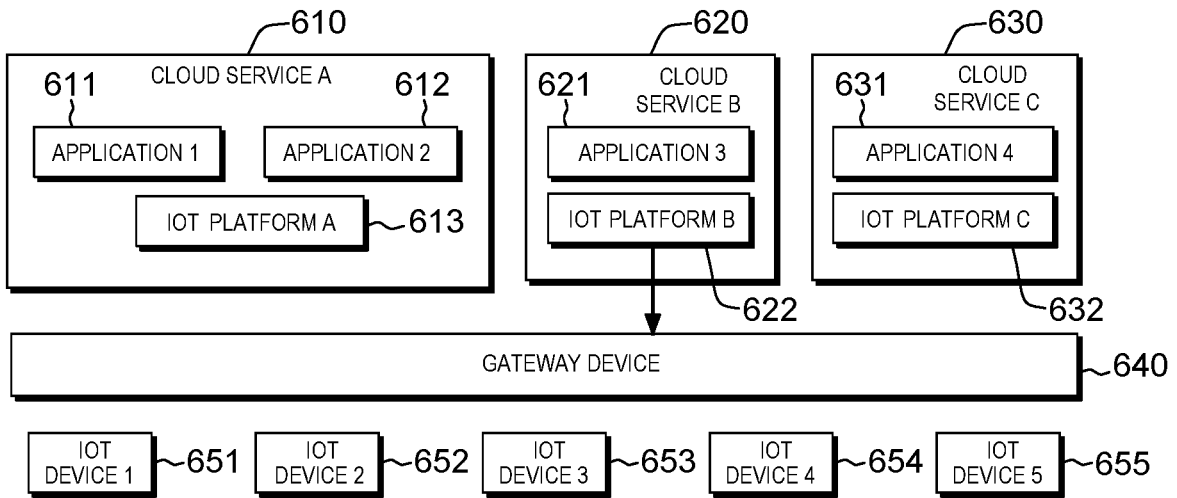 610
620
630
CLOUD SERVICE A
CLOUD
SERVICE B
CLOUD
SERVICE C
611
612
621
631
APPLICATION 1
APPLICATION 2
APPLICATION 3
APPLICATION 4
IOT PLATFORM A
613
IOT PLATFORM B
IOT PLATFORM C
622
632
GATEWAY DEVICE
640
IOT
DEVICE 1
651
IOT
DEVICE 2
652
IOT
DEVICE 3
653
IOT
DEVICE 4
654
IOT
DEVICE 5
655